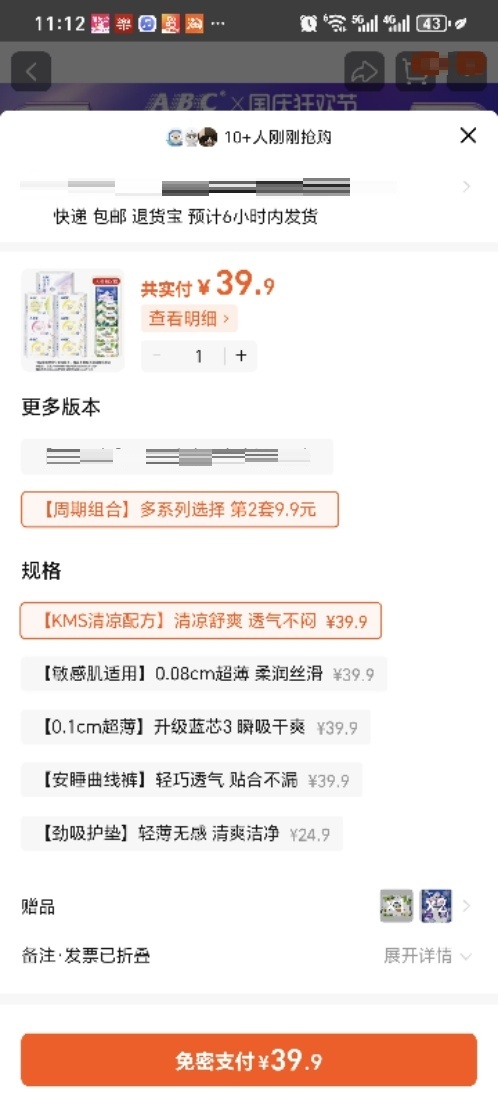 11:12
5G
4G
43
ABC×国庆狂欢节
10+人刚刚抢购
快递 包邮 退货宝 预计6小时内发货
共实付¥39.9
查看明细 >
− 1 +
更多版本
【周期组合】多系列选择 第2套9.9元
规格
【KMS清凉配方】清凉舒爽 透气不闷 ¥39.9
【敏感肌适用】0.08cm超薄 柔润丝滑 ¥39.9
【0.1cm超薄】升级蓝芯3 瞬吸干爽 ¥39.9
【安睡曲线裤】轻巧透气 贴合不漏 ¥39.9
【劲吸护垫】轻薄无感 清爽洁净 ¥24.9
赠品
备注·发票已折叠
展开详情
免密支付¥39.9